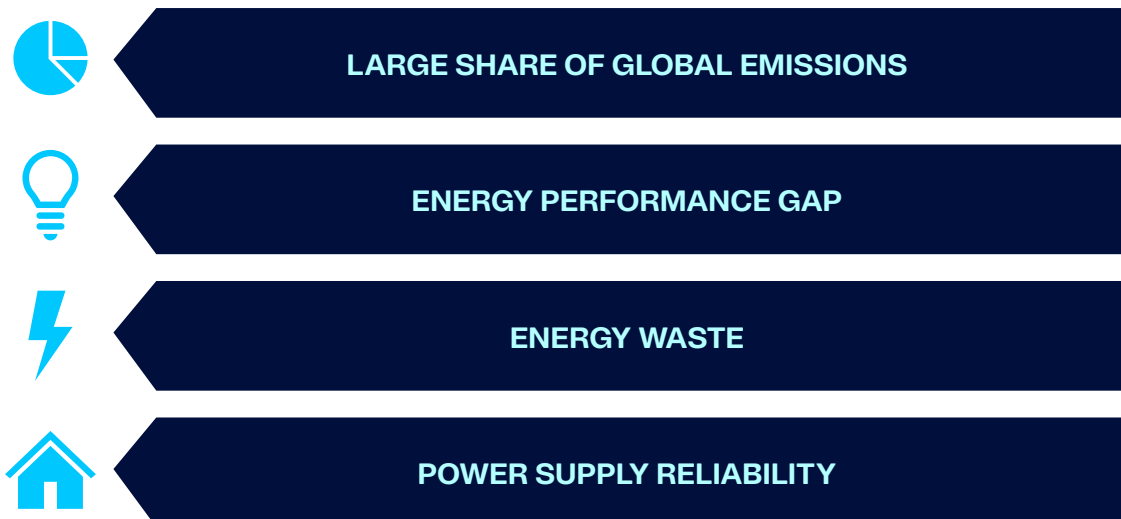 LARGE SHARE OF GLOBAL EMISSIONS
ENERGY PERFORMANCE GAP
ENERGY WASTE
POWER SUPPLY RELIABILITY